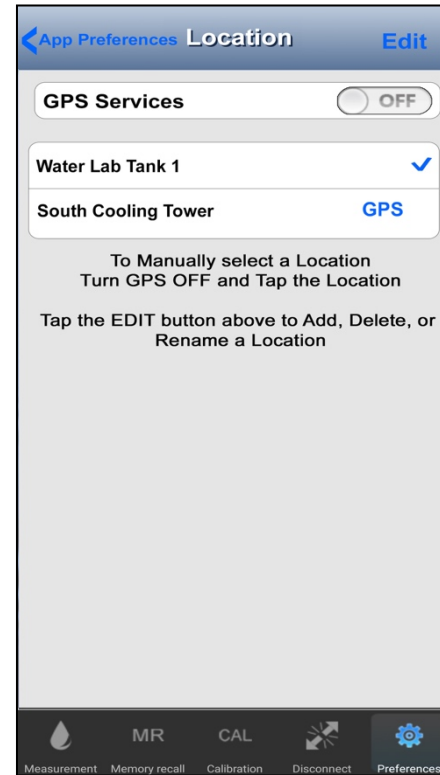 App Preferences Location Edit
GPS Services OFF
Water Lab Tank 1
South Cooling Tower GPS
To Manually select a Location
Turn GPS OFF and Tap the Location
Tap the EDIT button above to Add, Delete, or
Rename a Location
MR CAL
Measurement Memory recall Calibration Disconnect Preferences